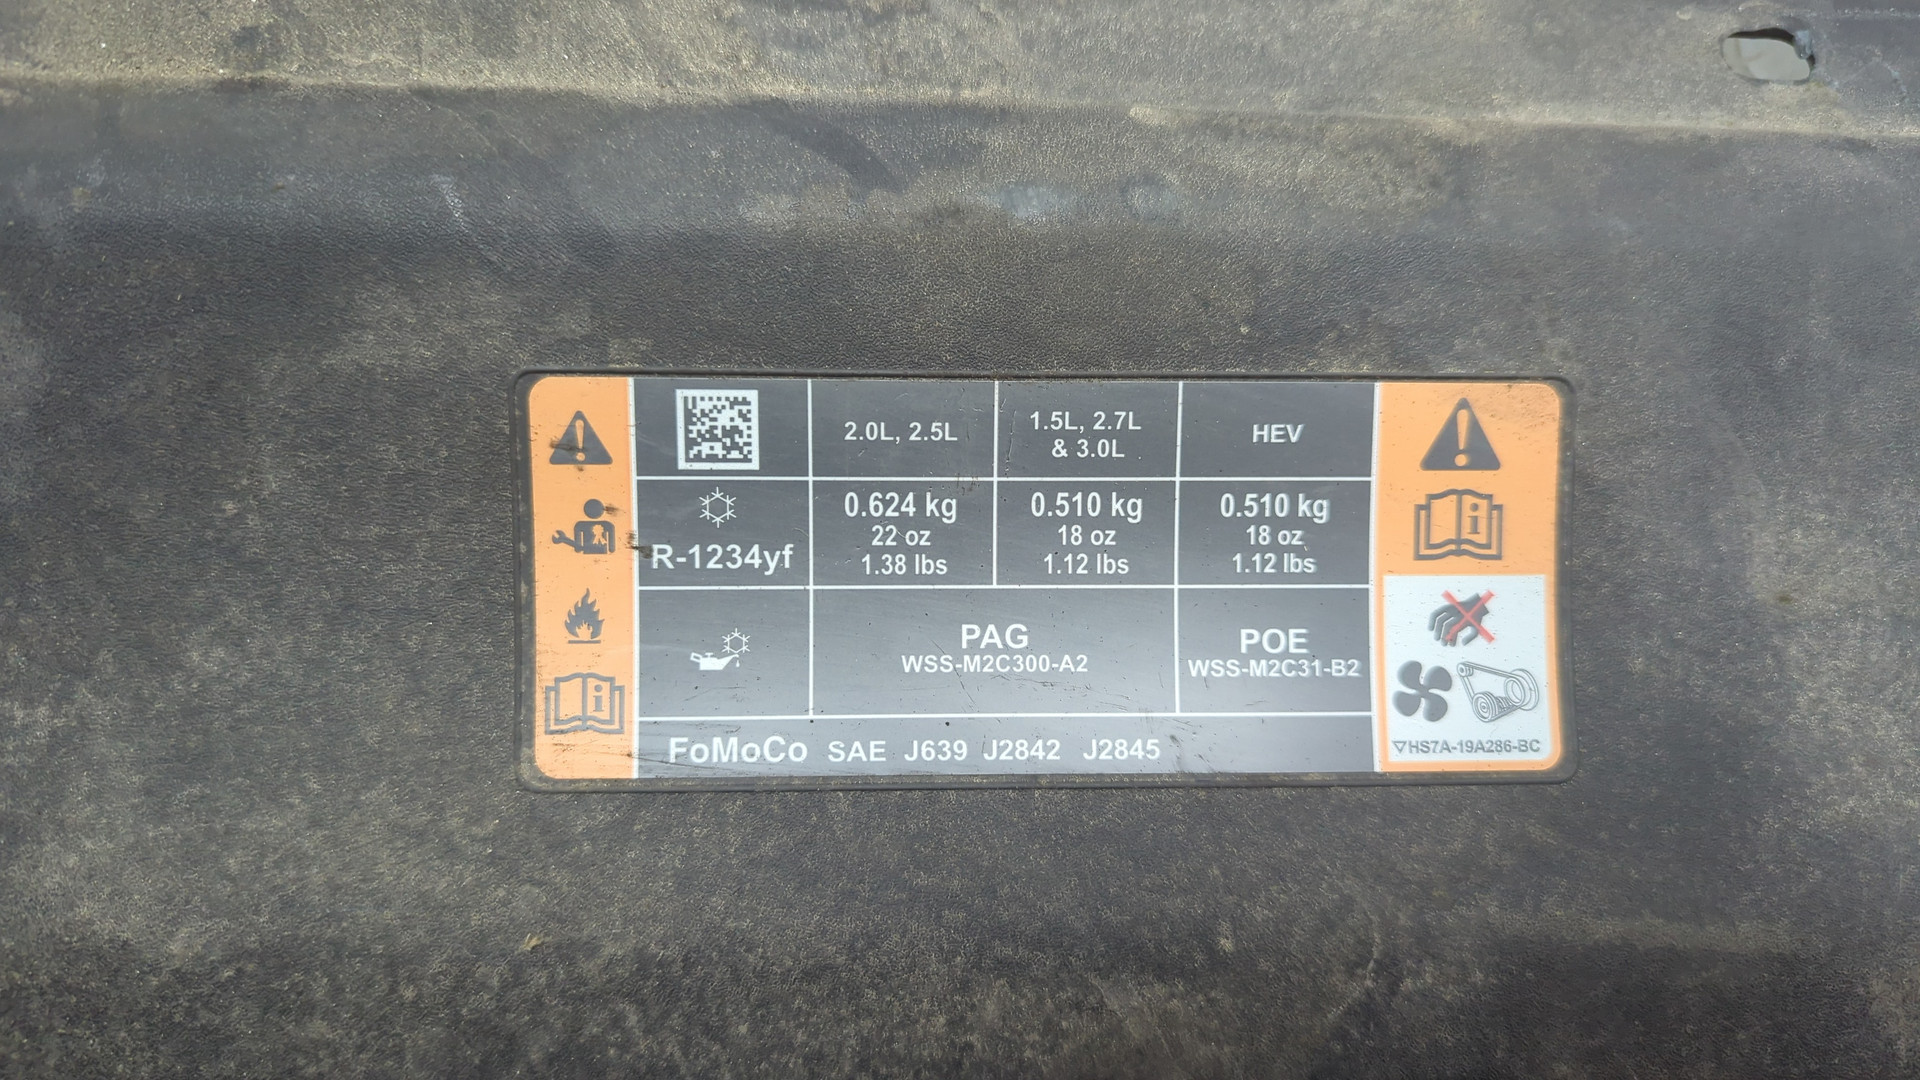 2.0L, 2.5L
1.5L, 2.7L
& 3.0L
HEV
R-1234yf
0.624 kg
22 oz
1.38 lbs
0.510 kg
18 oz
1.12 lbs
0.510 kg
18 oz
1.12 lbs
PAG
WSS-M2C300-A2
POE
WSS-M2C31-B2
FoMoCo SAE J639 J2842 J2845
HS7A-19A286-BC